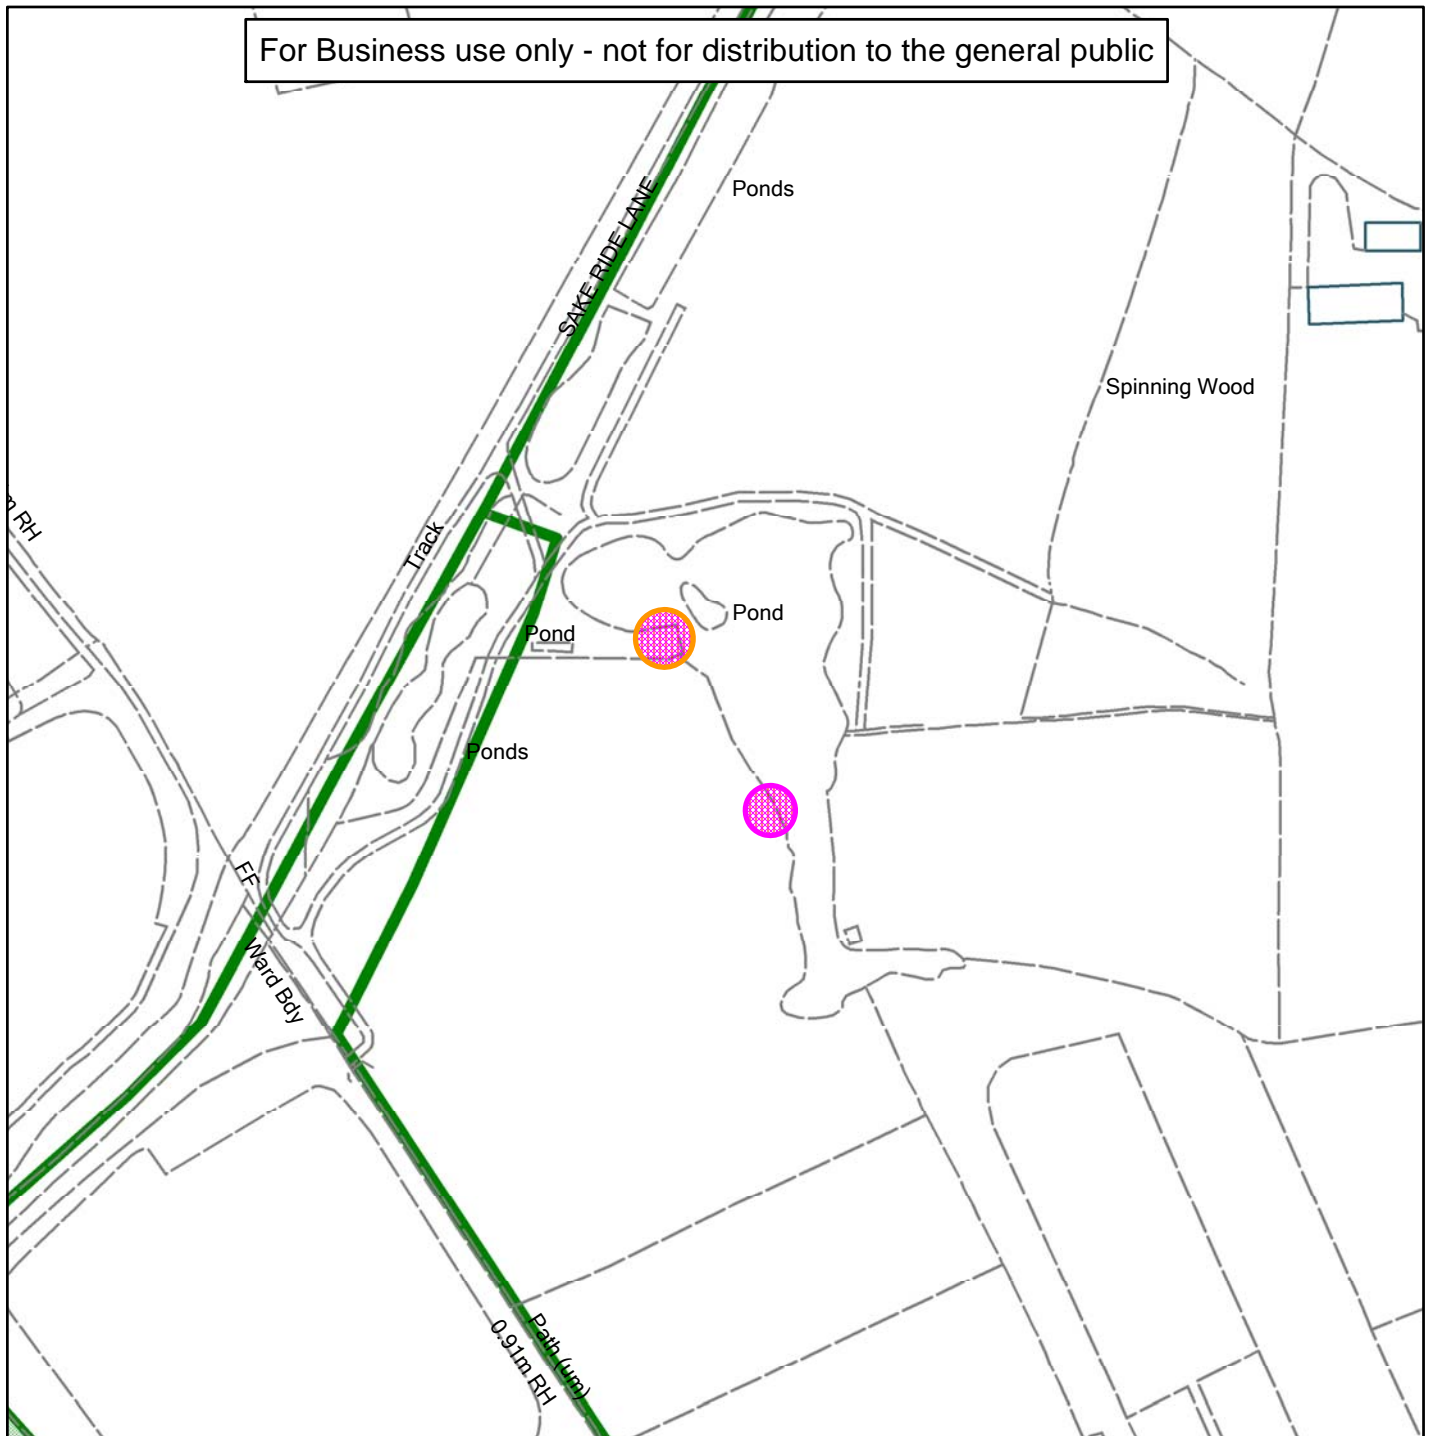 For Business use only - not for distribution to the general public
Ponds
SAKE RIDE LANE
Spinning Wood
m RH
Track
Pond
Pond
Ponds
FF
Ward Bdy
Path (um)
0.91m RH